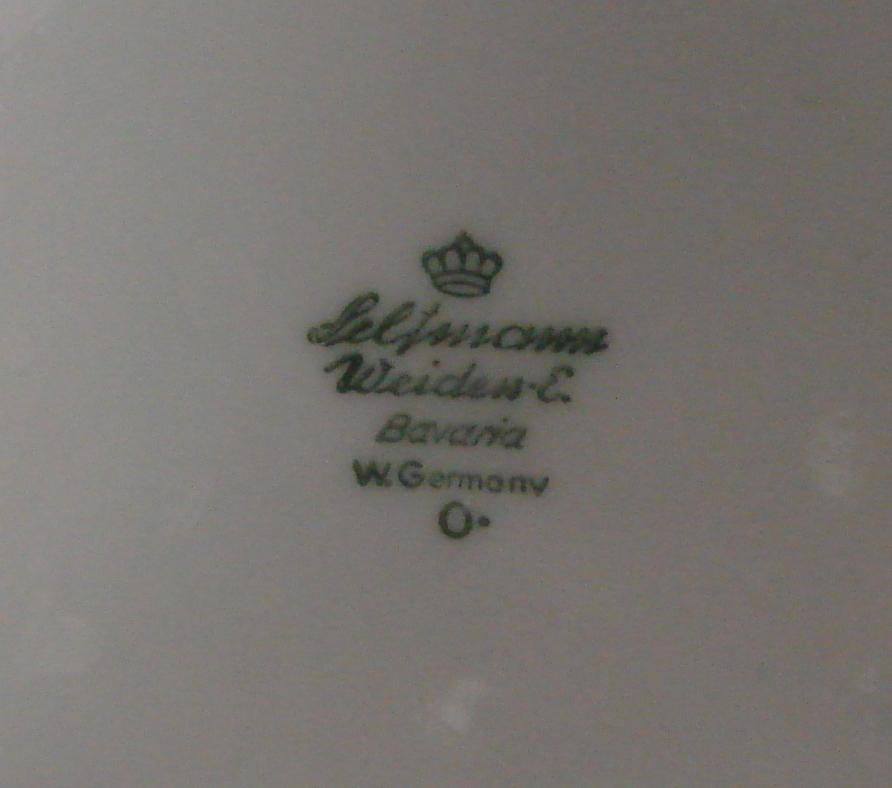 Seltmann
Weiden-E.
Bavaria
W. Germany
O.